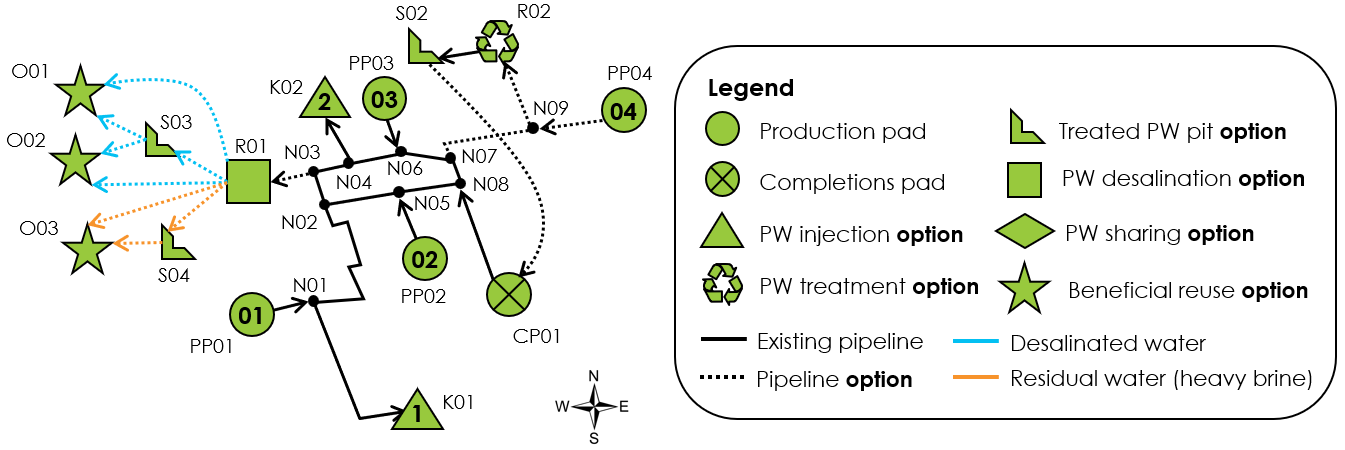 S02
R02
O01
PP03
PP04
K02
2
03
04
S03
N09
O02
R01
N03
N07
N06
N04
N08
N05
N02
O03
02
S04
N01
PP02
01
PP01
CP01
K01
1
N
W
E
S
Legend
Production pad
Treated PW pit option
Completions pad
PW desalination option
PW injection option
PW sharing option
PW treatment option
Beneficial reuse option
Existing pipeline
Desalinated water
Pipeline option
Residual water (heavy brine)